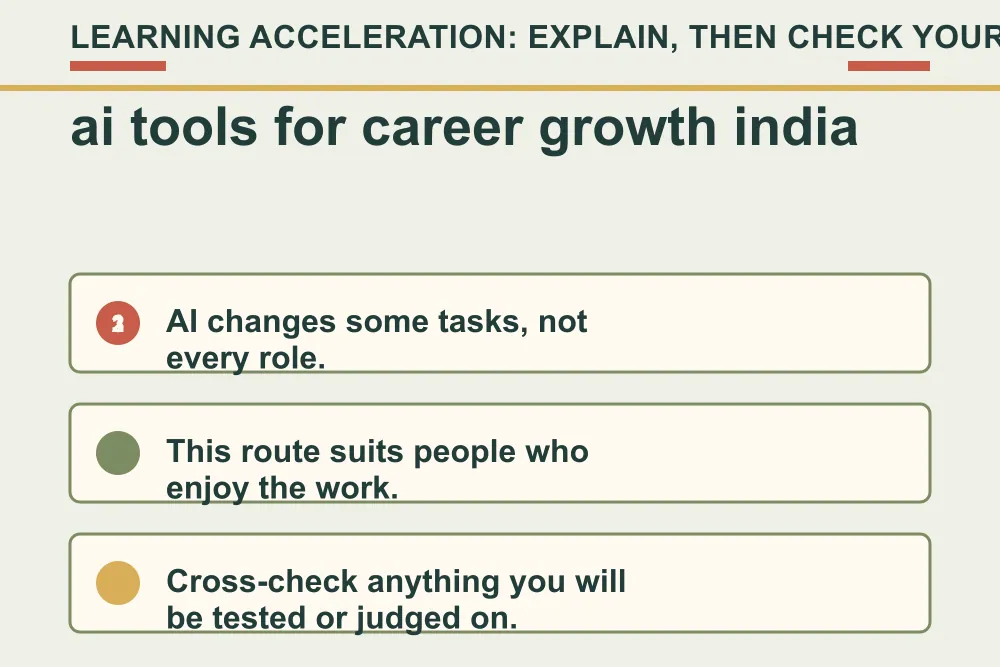 LEARNING ACCELERATION: EXPLAIN, THEN CHECK YOUR
ai tools for career growth india
AI changes some tasks, not
every role.
This route suits people who
enjoy the work.
Cross-check anything you will
be tested or judged on.